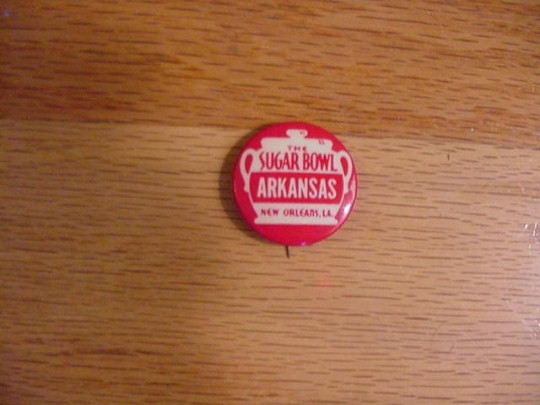 THE
SUGAR BOWL
ARKANSAS
NEW ORLEANS, LA.